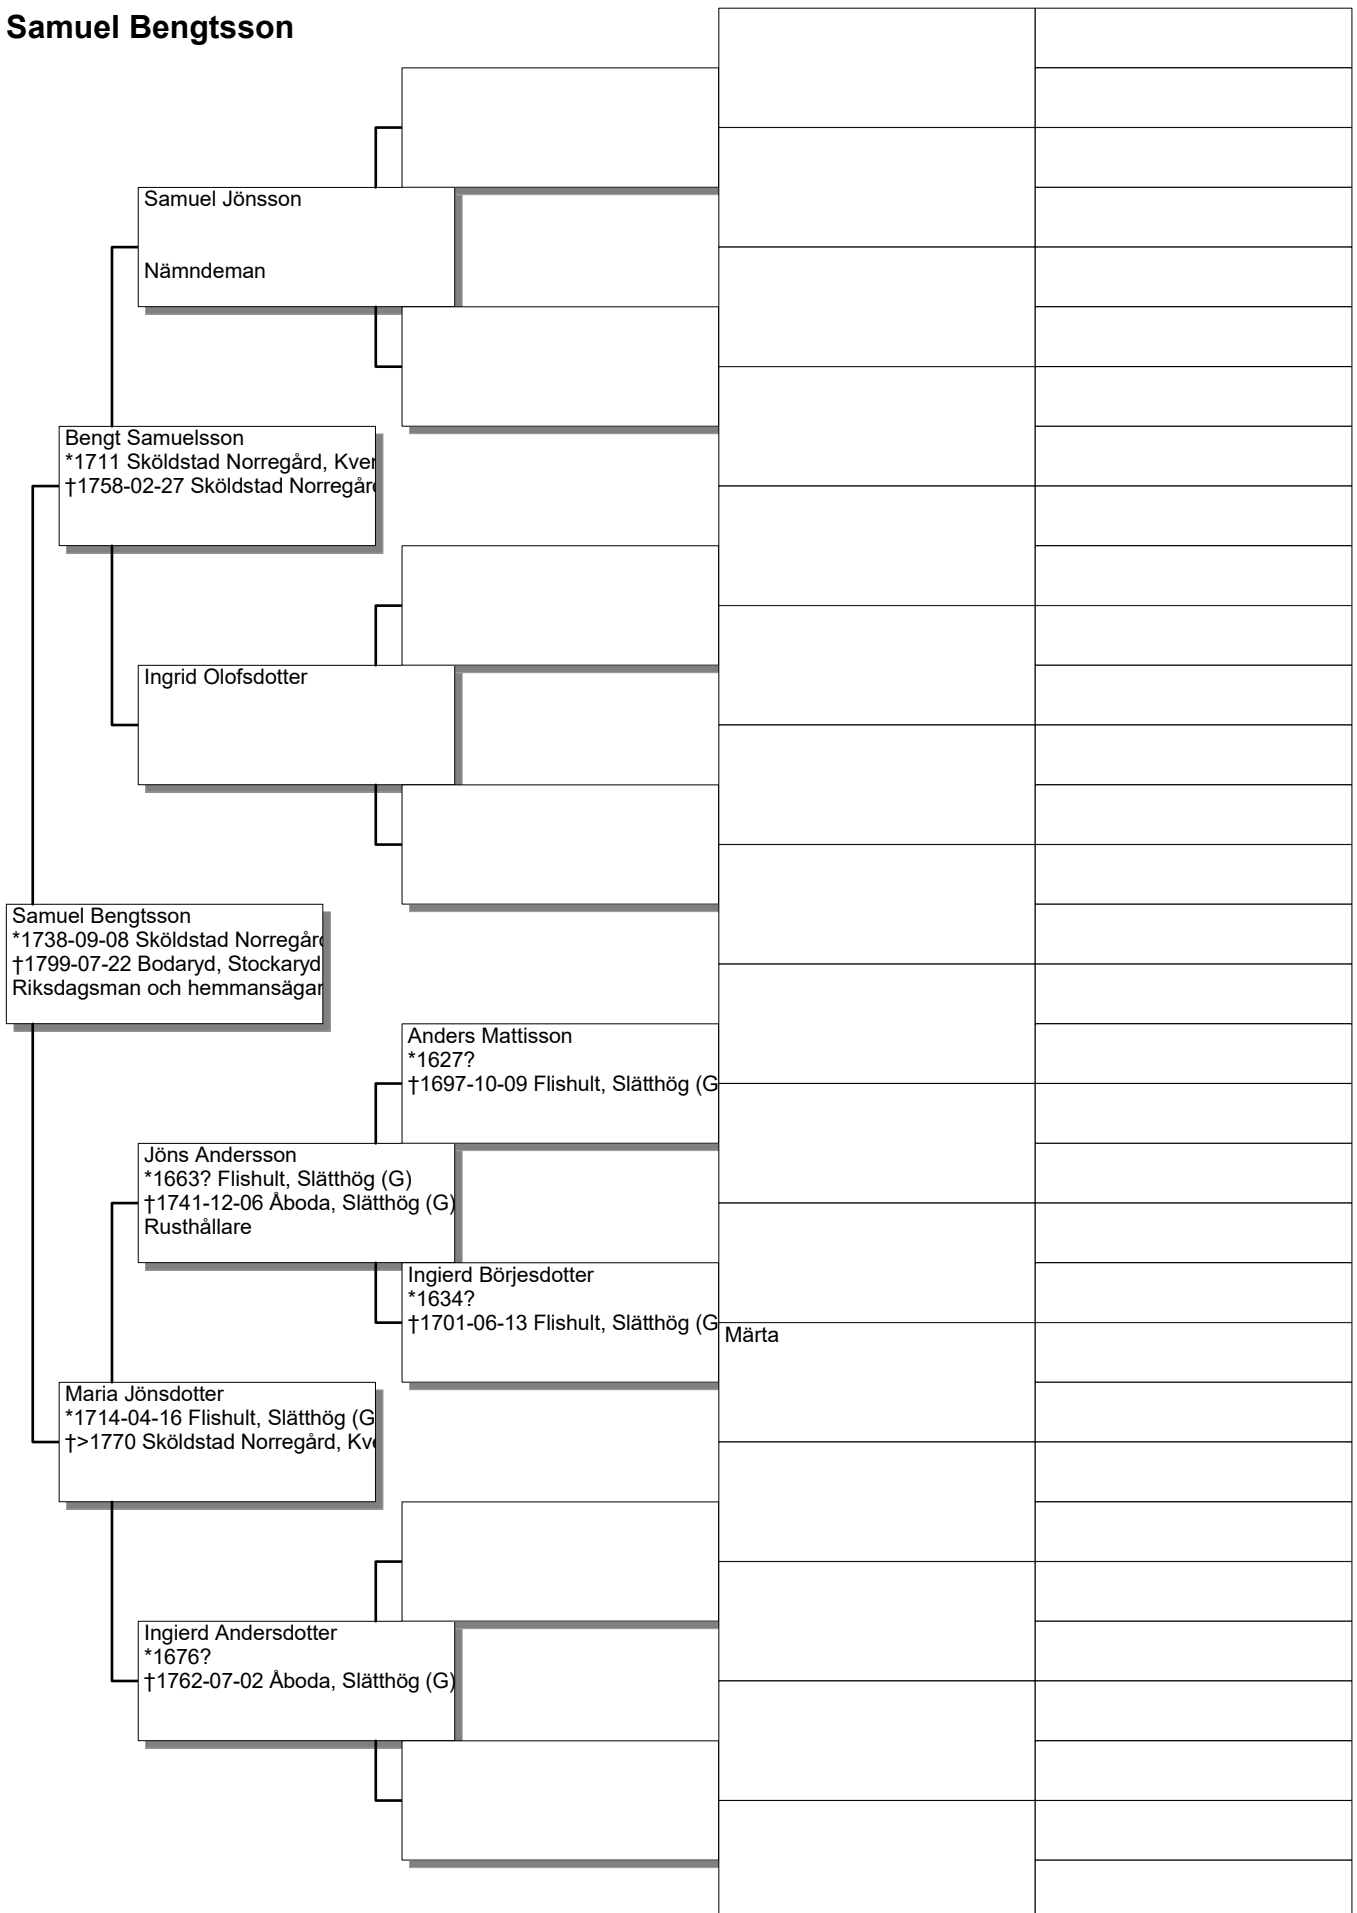 Samuel Bengtsson
Samuel Jönsson
Nämndeman
Bengt Samuelsson
*1711 Sköldstad Norregård, Kver
†1758-02-27 Sköldstad Norregård
Ingrid Olofsdotter
Samuel Bengtsson
*1738-09-08 Sköldstad Norregård
†1799-07-22 Bodaryd, Stockaryd
Riksdagsman och hemmansägar
Anders Mattisson
*1627?
†1697-10-09 Flishult, Slätthög (G
Jöns Andersson
*1663? Flishult, Slätthög (G)
†1741-12-06 Åboda, Slätthög (G)
Rusthållare
Ingierd Börjesdotter
*1634?
†1701-06-13 Flishult, Slätthög (G
Märta
Maria Jönsdotter
*1714-04-16 Flishult, Slätthög (G
†>1770 Sköldstad Norregård, Kve
Ingierd Andersdotter
*1676?
†1762-07-02 Åboda, Slätthög (G)